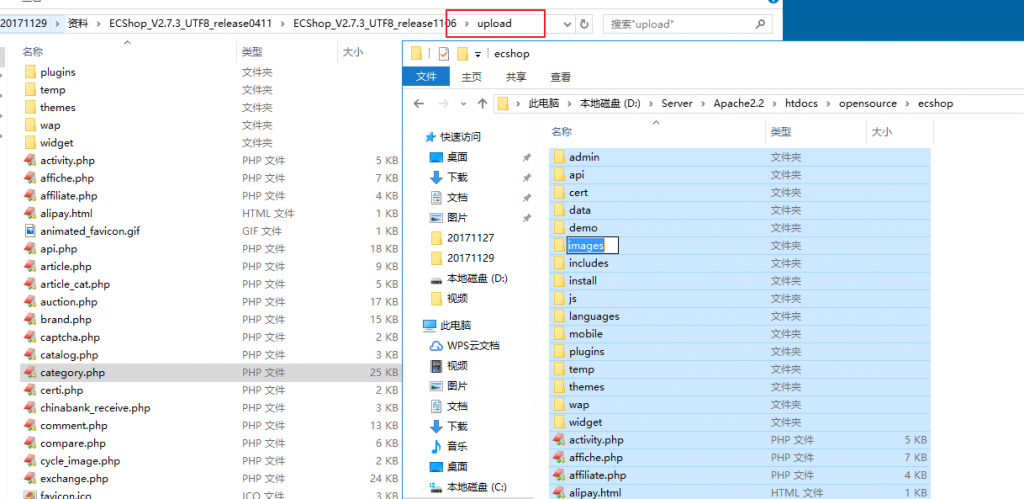 20171129 › 资料 › ECShop_V2.7.3_UTF8_release0411 › ECShop_V2.7.3_UTF8_release1106 › upload
搜索"upload"
名称 类型 大小
plugins 文件夹
temp 文件夹
themes 文件夹
wap 文件夹
widget 文件夹
activity.php PHP 文件 5 KB
affiche.php PHP 文件 7 KB
affiliate.php PHP 文件 4 KB
alipay.html HTML 文件 1 KB
animated_favicon.gif GIF 文件 1 KB
api.php PHP 文件 18 KB
article.php PHP 文件 9 KB
article_cat.php PHP 文件 5 KB
auction.php PHP 文件 17 KB
brand.php PHP 文件 15 KB
captcha.php PHP 文件 2 KB
catalog.php PHP 文件 3 KB
category.php PHP 文件 25 KB
certi.php PHP 文件 2 KB
chinabank_receive.php PHP 文件 3 KB
comment.php PHP 文件 13 KB
compare.php PHP 文件 6 KB
cycle_image.php PHP 文件 2 KB
exchange.php PHP 文件 24 KB
favicon.ico ICO 文件 1 KB
ecshop
文件 主页 共享 查看
此电脑 › 本地磁盘 (D:) › Server › Apache2.2 › htdocs › opensource › ecshop
快速访问
桌面
下载
文档
图片
20171127
20171129
本地磁盘 (D:)
视频
此电脑
WPS云文档
视频
图片
文档
下载
音乐
桌面
本地磁盘 (C:)
名称 类型 大小
admin 文件夹
api 文件夹
cert 文件夹
data 文件夹
demo 文件夹
images 文件夹
includes 文件夹
install 文件夹
js 文件夹
languages 文件夹
mobile 文件夹
plugins 文件夹
temp 文件夹
themes 文件夹
wap 文件夹
widget 文件夹
activity.php PHP 文件 5 KB
affiche.php PHP 文件 7 KB
affiliate.php PHP 文件 4 KB
alipay.html HTML 文件 1 KB